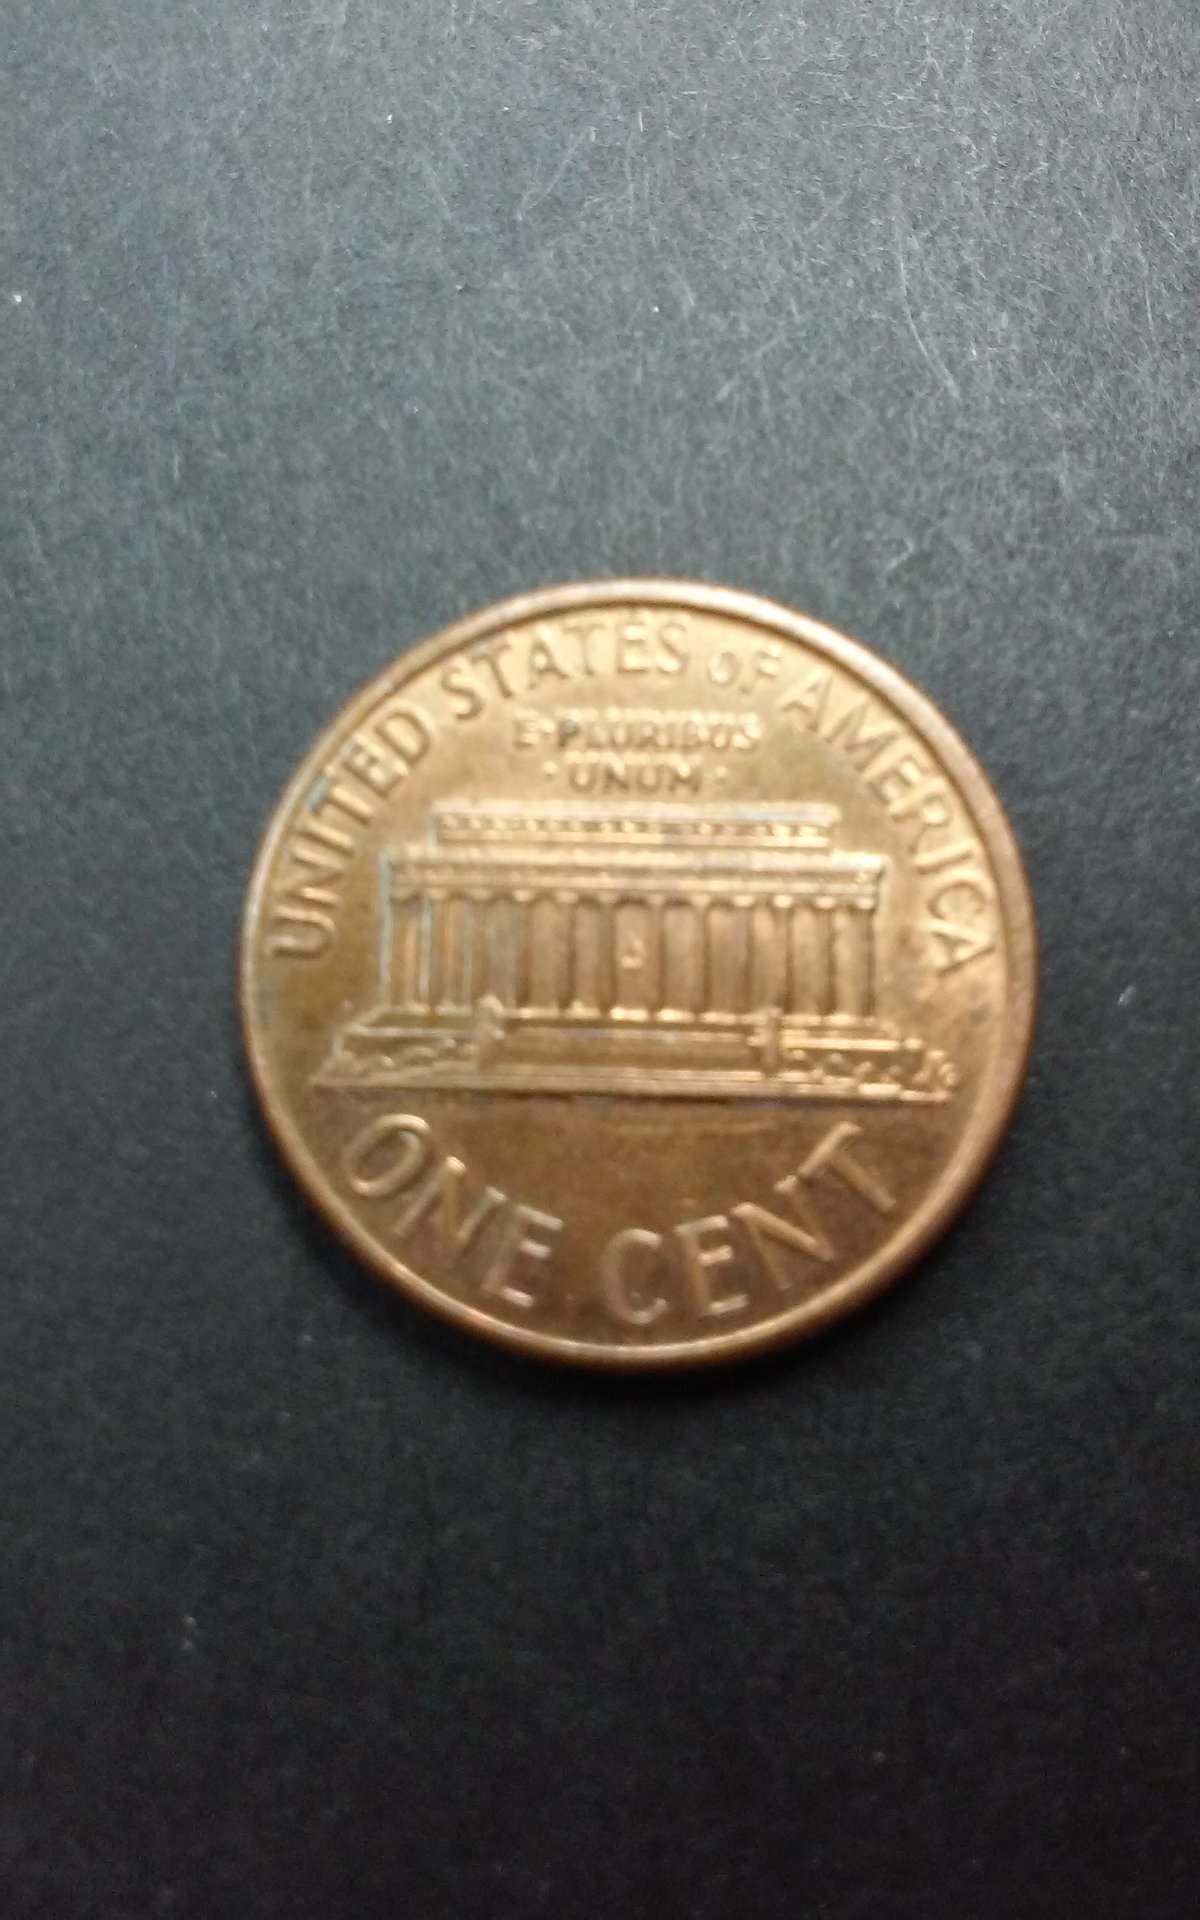 UNITED STATES OF AMERICA
E·PLURIBUS
·UNUM·
ONE CENT